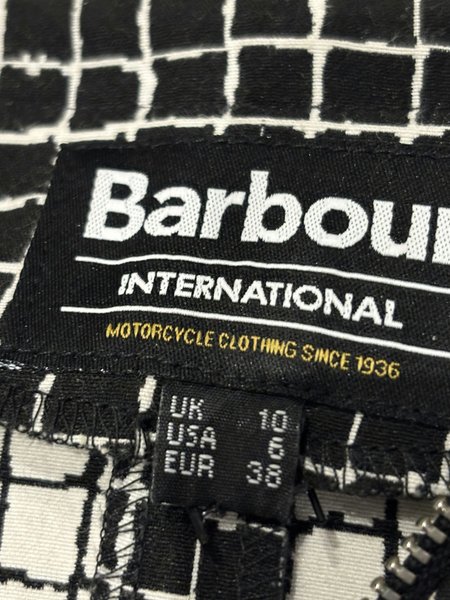 Barbour
INTERNATIONAL
MOTORCYCLE CLOTHING SINCE 1936
UK 10
USA 6
EUR 38